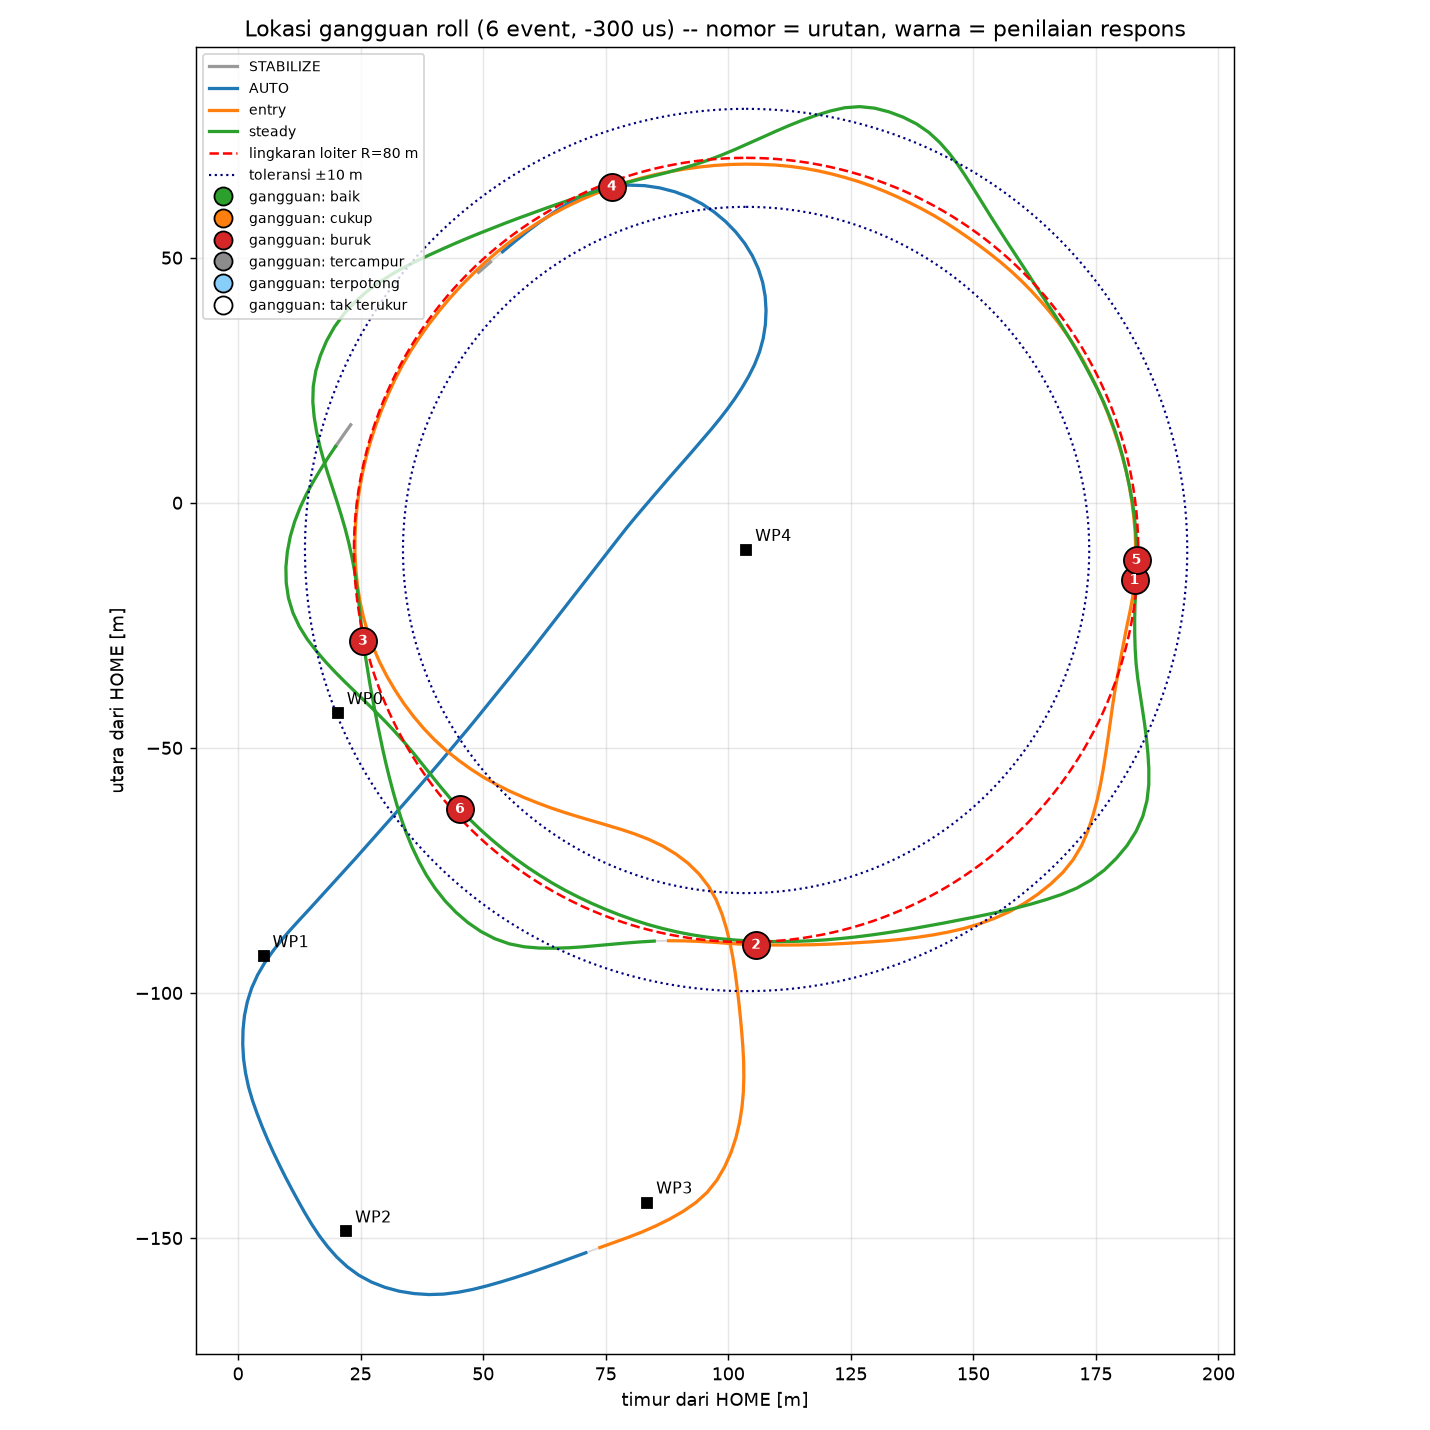 Lokasi gangguan roll (6 event, -300 us) -- nomor = urutan, warna = penilaian respons
STABILIZE
AUTO
entry
steady
lingkaran loiter R=80 m
toleransi ±10 m
gangguan: baik
gangguan: cukup
gangguan: buruk
gangguan: tercampur
gangguan: terpotong
gangguan: tak terukur
4
50
0
WP4
5
1
3
WP0
−50
6
WP1
2
−100
WP3
WP2
−150
0
25
50
75
100
125
150
175
200
timur dari HOME [m]
utara dari HOME [m]